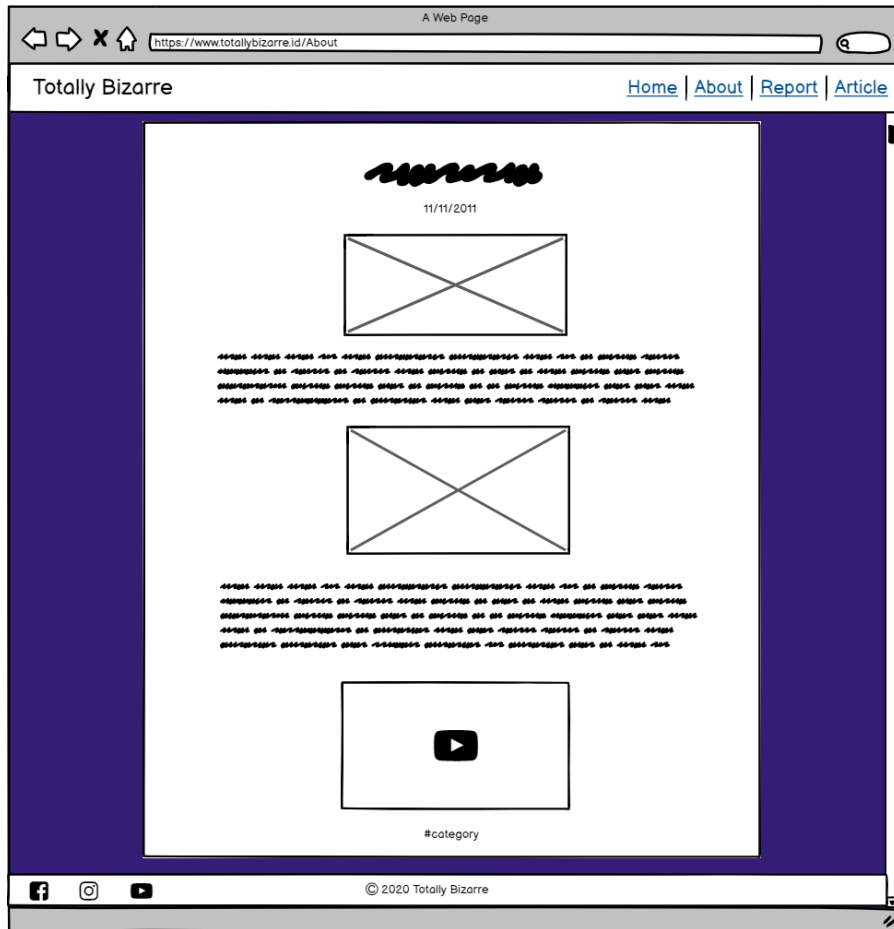 A Web Page
https://www.totallybizarre.id/About
Totally Bizarre
Home | About | Report | Article
11/11/2011
#category
© 2020 Totally Bizarre